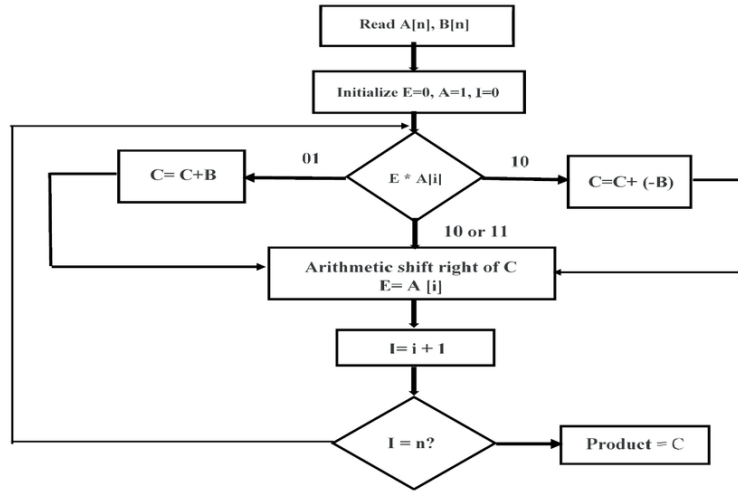 Read A[n], B[n]
Initialize E=0, A=1, I=0
01
E * A[i]
10
C= C+B
C=C+ (-B)
10 or 11
Arithmetic shift right of C
E= A [i]
I= i + 1
I = n?
Product = C